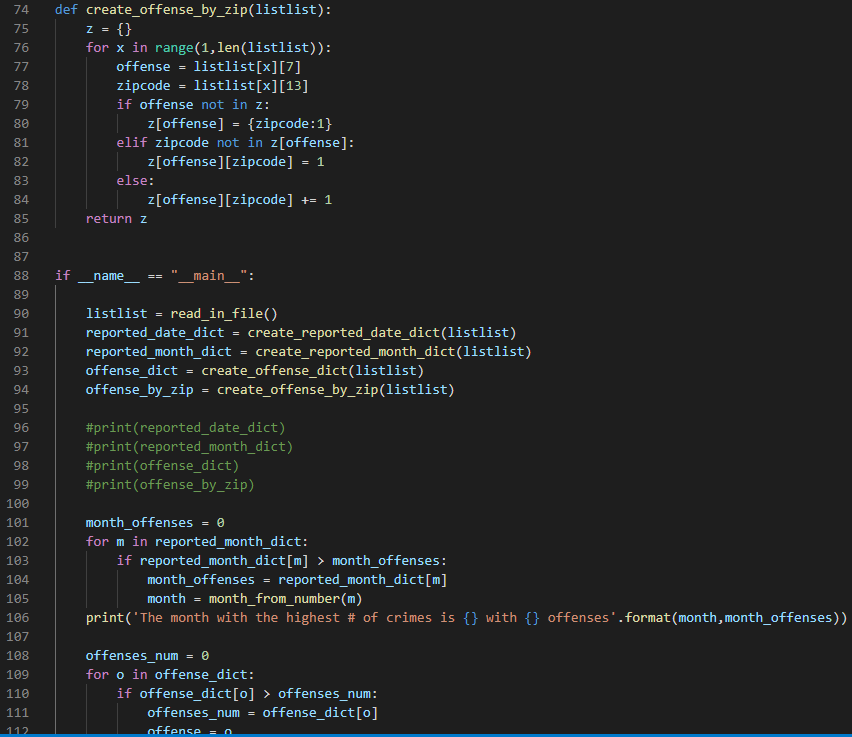 74 def create_offense_by_zip(listlist):
75     z = {}
76     for x in range(1,len(listlist)):
77         offense = listlist[x][7]
78         zipcode = listlist[x][13]
79         if offense not in z:
80             z[offense] = {zipcode:1}
81         elif zipcode not in z[offense]:
82             z[offense][zipcode] = 1
83         else:
84             z[offense][zipcode] += 1
85     return z
86
87
88 if __name__ == "__main__":
89
90     listlist = read_in_file()
91     reported_date_dict = create_reported_date_dict(listlist)
92     reported_month_dict = create_reported_month_dict(listlist)
93     offense_dict = create_offense_dict(listlist)
94     offense_by_zip = create_offense_by_zip(listlist)
95
96     #print(reported_date_dict)
97     #print(reported_month_dict)
98     #print(offense_dict)
99     #print(offense_by_zip)
100
101     month_offenses = 0
102     for m in reported_month_dict:
103         if reported_month_dict[m] > month_offenses:
104             month_offenses = reported_month_dict[m]
105             month = month_from_number(m)
106     print('The month with the highest # of crimes is {} with {} offenses'.format(month,month_offenses))
107
108     offenses_num = 0
109     for o in offense_dict:
110         if offense_dict[o] > offenses_num:
111             offenses_num = offense_dict[o]
112             offense = o